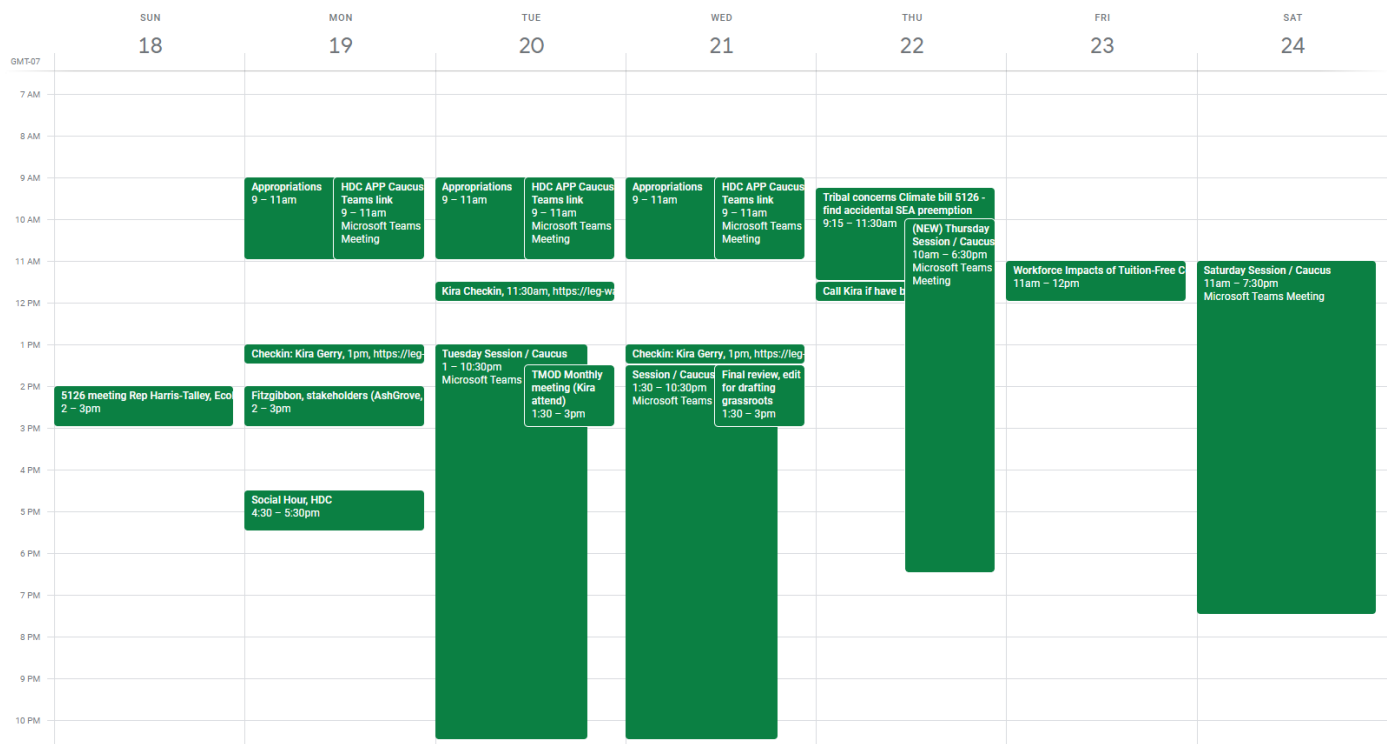 SUN
18
MON
19
TUE
20
WED
21
THU
22
FRI
23
SAT
24
GMT-07
7 AM
8 AM
9 AM
10 AM
11 AM
12 PM
1 PM
2 PM
3 PM
4 PM
5 PM
6 PM
7 PM
8 PM
9 PM
10 PM
5126 meeting Rep Harris-Talley, Ecol
2 – 3pm
Appropriations
9 – 11am
HDC APP Caucus
Teams link
9 – 11am
Microsoft Teams
Meeting
Checkin: Kira Gerry, 1pm, https://leg-
Fitzgibbon, stakeholders (AshGrove,
2 – 3pm
Social Hour, HDC
4:30 – 5:30pm
Appropriations
9 – 11am
HDC APP Caucus
Teams link
9 – 11am
Microsoft Teams
Meeting
Kira Checkin, 11:30am, https://leg-wa
Tuesday Session / Caucus
1 – 10:30pm
Microsoft Teams
TMOD Monthly
meeting (Kira
attend)
1:30 – 3pm
Appropriations
9 – 11am
HDC APP Caucus
Teams link
9 – 11am
Microsoft Teams
Meeting
Checkin: Kira Gerry, 1pm, https://leg-
Session / Caucus
1:30 – 10:30pm
Microsoft Teams
Final review, edit
for drafting
grassroots
1:30 – 3pm
Tribal concerns Climate bill 5126 -
find accidental SEA preemption
9:15 – 11:30am
(NEW) Thursday
Session / Caucus
10am – 6:30pm
Microsoft Teams
Meeting
Call Kira if have b
Workforce Impacts of Tuition-Free C
11am – 12pm
Saturday Session / Caucus
11am – 7:30pm
Microsoft Teams Meeting